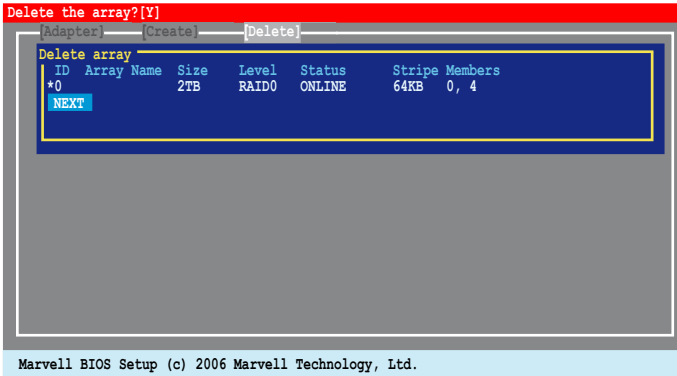 Delete the array?[Y]
[Adapter] [Create] [Delete]
Delete array
ID Array Name Size Level Status Stripe Members
*0 2TB RAID0 ONLINE 64KB 0, 4
NEXT
Marvell BIOS Setup (c) 2006 Marvell Technology, Ltd.